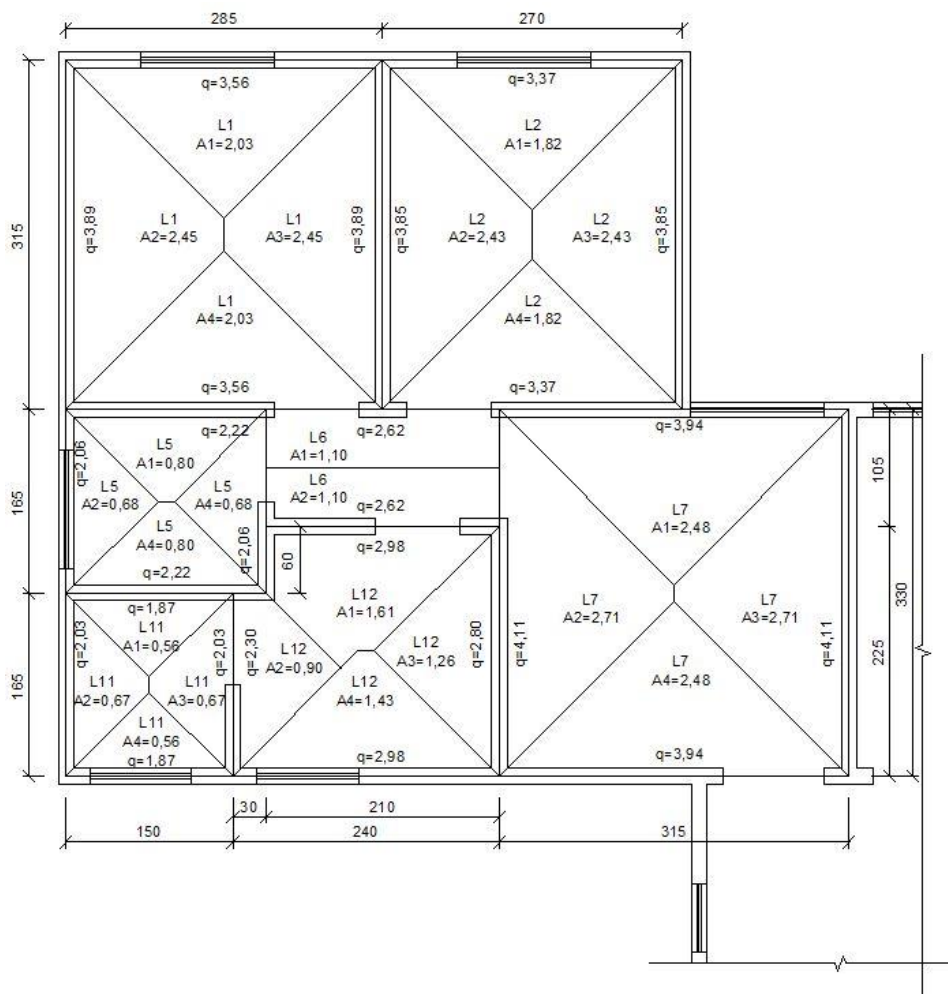 285
270
q=3,56
q=3,37
L1
A1=2,03
L2
A1=1,82
315
q=3,89
L1
A2=2,45
L1
A3=2,45
q=3,89
q=3,85
L2
A2=2,43
L2
A3=2,43
q=3,85
L1
A4=2,03
L2
A4=1,82
q=3,56
q=3,37
q=2,22
q=2,62
q=3,94
165
q=2,06
L5
A1=0,80
L6
A1=1,10
105
L5
A2=0,68
L5
A4=0,68
L6
A2=1,10
q=2,62
L5
A4=0,80
q=2,06
q=2,98
L7
A1=2,48
q=2,22
60
330
q=1,87
L12
A1=1,61
L7
A2=2,71
L7
A3=2,71
165
q=2,03
L11
A1=0,56
q=2,03
q=2,30
L12
A2=0,90
L12
A3=1,26
q=2,80
q=4,11
q=4,11
225
L11
A2=0,67
L11
A3=0,67
L12
A4=1,43
L7
A4=2,48
L11
A4=0,56
q=1,87
q=2,98
q=3,94
30
210
150
240
315